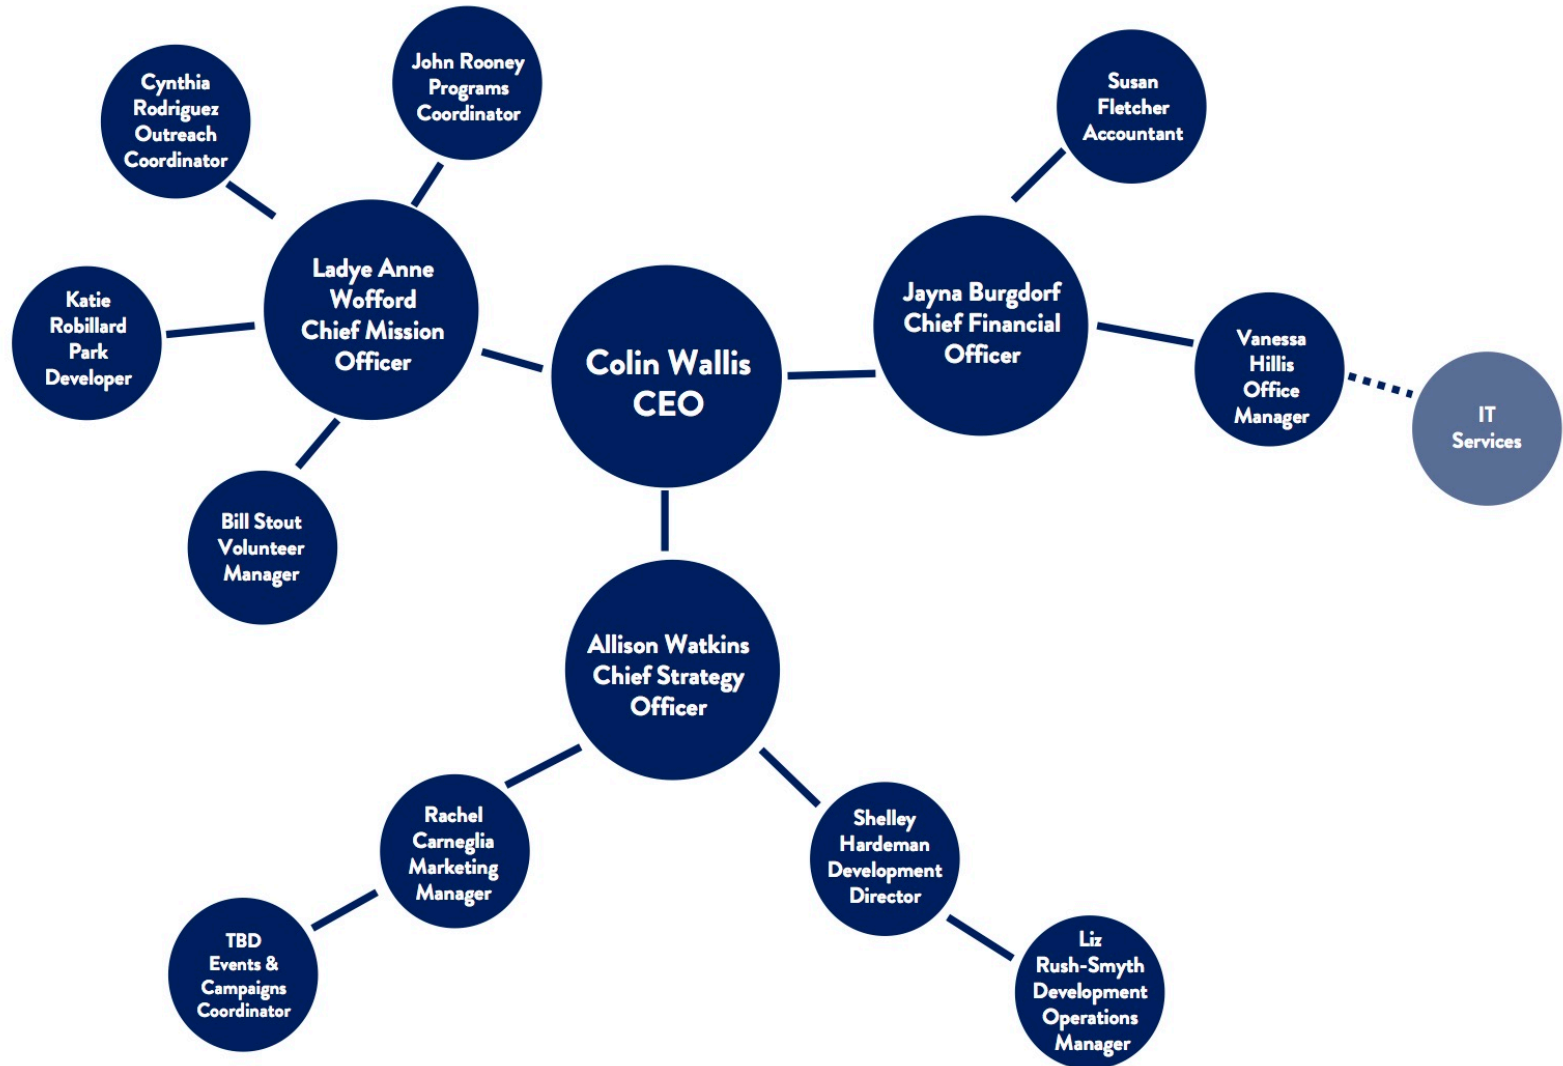 John Rooney
Programs
Coordinator
Cynthia
Rodriguez
Outreach
Coordinator
Susan
Fletcher
Accountant
Ladye Anne
Wofford
Chief Mission
Officer
Katie
Robillard
Park
Developer
Bill Stout
Volunteer
Manager
Colin Wallis
CEO
Jayna Burgdorf
Chief Financial
Officer
Vanessa
Hillis
Office
Manager
IT
Services
Allison Watkins
Chief Strategy
Officer
Rachel
Carneglia
Marketing
Manager
TBD
Events &
Campaigns
Coordinator
Shelley
Hardeman
Development
Director
Liz
Rush-Smyth
Development
Operations
Manager